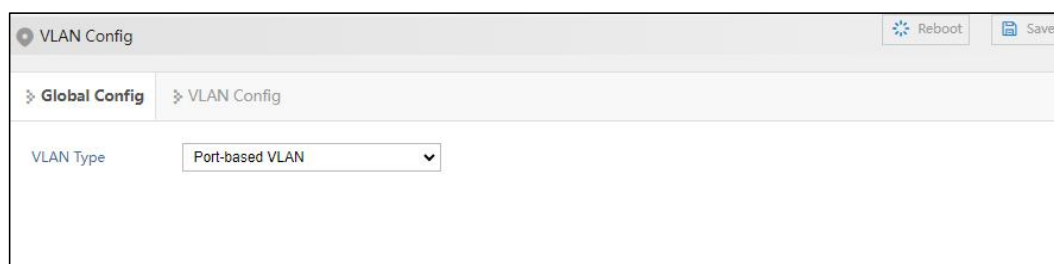 VLAN Config
Reboot
Save
Global Config
VLAN Config
VLAN Type
Port-based VLAN